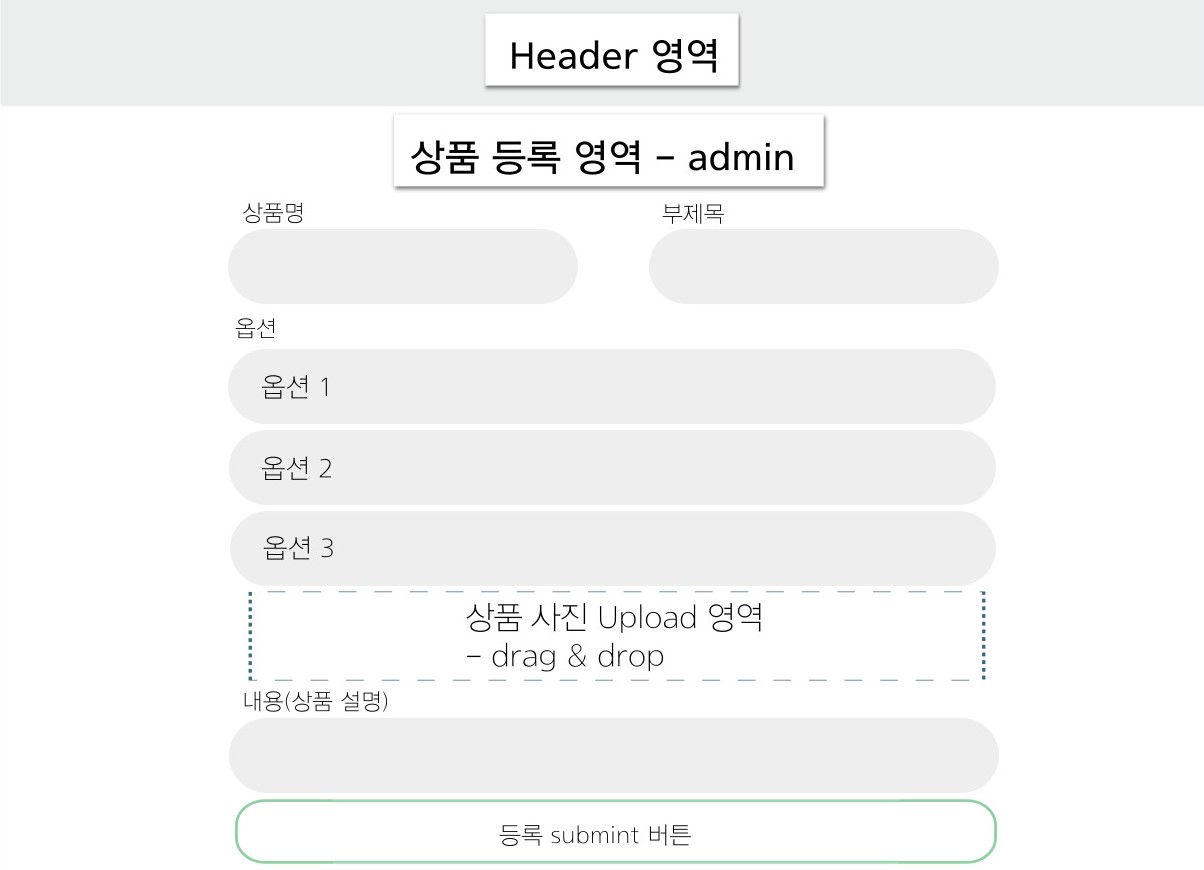 Header 영역
상품 등록 영역 – admin
상품명
부제목
옵션
옵션 1
옵션 2
옵션 3
상품 사진 Upload 영역
– drag & drop
내용(상품 설명)
등록 submint 버튼